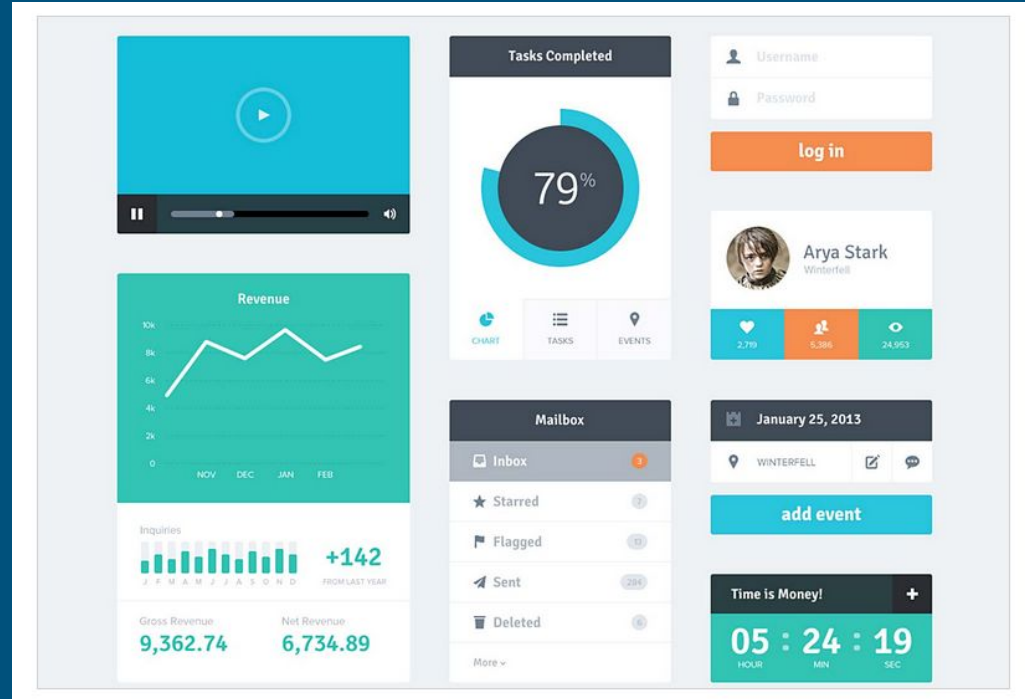 Revenue
10k
8k
6k
4k
2k
0
NOV DEC JAN FEB
Inquiries
J F M A M J J A S O N D
+142
FROM LAST YEAR
Gross Revenue Net Revenue
9,362.74 6,734.89
Tasks Completed
79%
CHART TASKS EVENTS
Mailbox
Inbox 3
Starred 7
Flagged
Sent
Deleted 6
More
Username
Password
log in
Arya Stark
Winterfell
2,719 5,386 24,953
January 25, 2013
WINTERFELL
add event
Time is Money!
05 : 24 : 19
HOUR MIN SEC